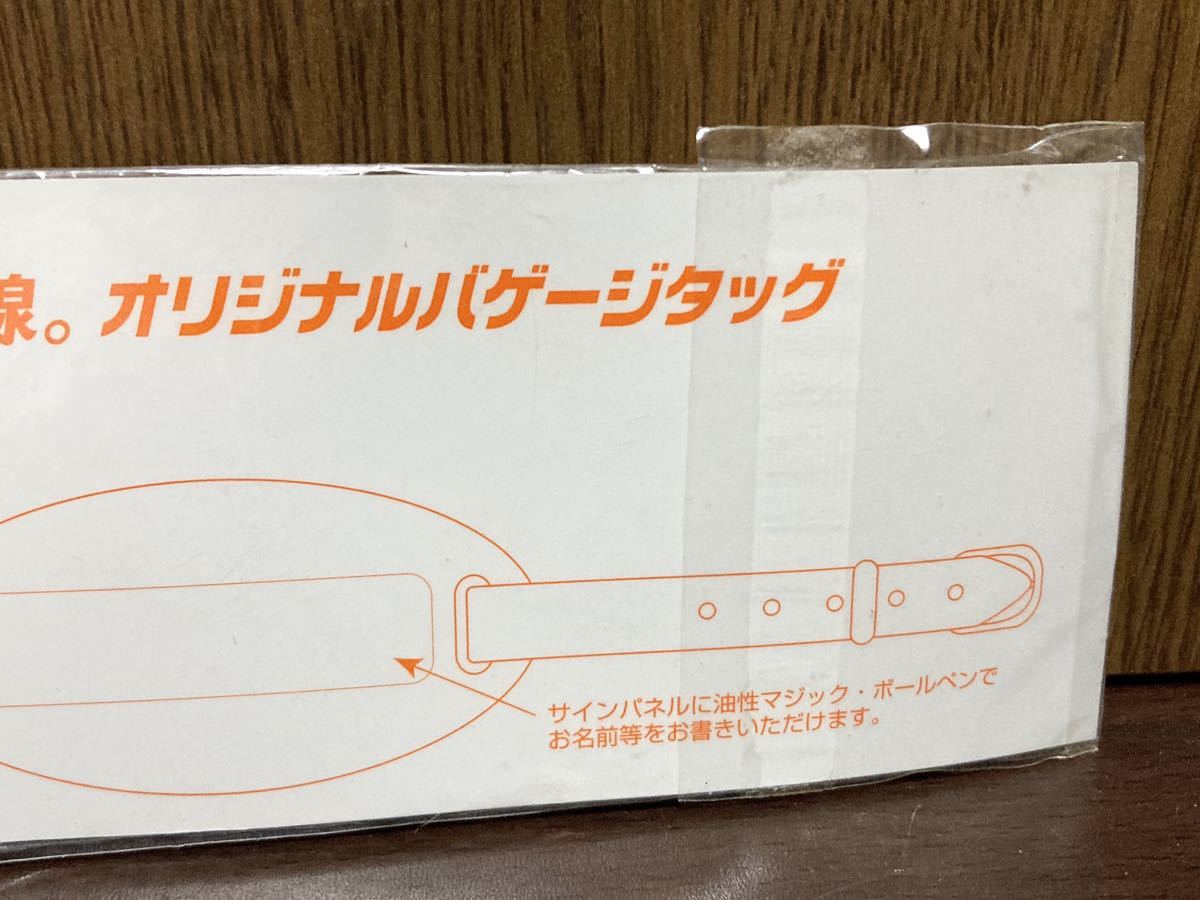 線。オリジナルバゲージタッグ
サインパネルに油性マジック・ボールペンで
お名前等をお書きいただけます。